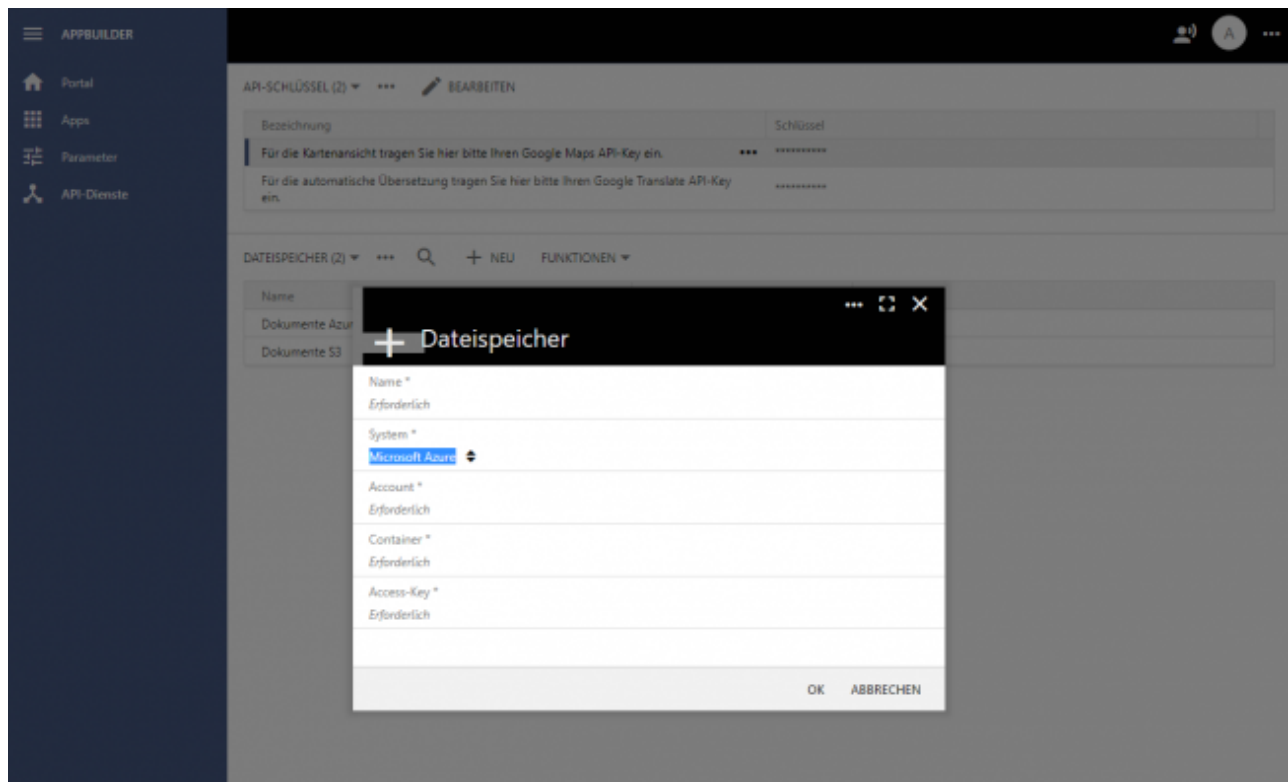 APPBUILDER
A
Portal
Apps
Parameter
API-Dienste
API-SCHLÜSSEL (2)
BEARBEITEN
Bezeichnung
Schlüssel
Für die Kartenansicht tragen Sie hier bitte Ihren Google Maps API-Key ein.
**********
Für die automatische Übersetzung tragen Sie hier bitte Ihren Google Translate API-Key
ein.
**********
DATEISPEICHER (2)
NEU
FUNKTIONEN
Name
Dokumente Azur
Dokumente S3
Dateispeicher
Name *
Erforderlich
System *
Microsoft Azure
Account *
Erforderlich
Container *
Erforderlich
Access-Key *
Erforderlich
OK
ABBRECHEN